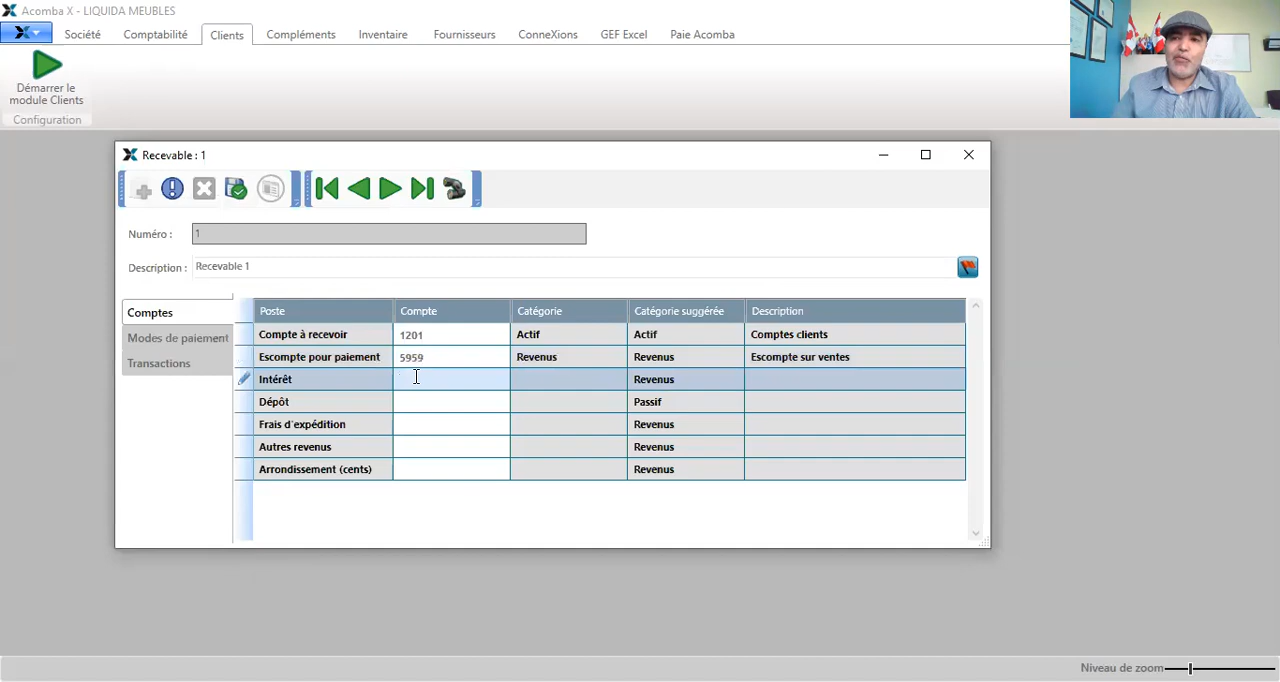 Acomba X - LIQUIDA MEUBLES
Société Comptabilité Clients Compléments Inventaire Fournisseurs ConneXions GEF Excel Paie Acomba
Démarrer le
module Clients
Configuration
Recevable : 1
Numéro : 1
Description : Recevable 1
Comptes
Modes de paiement
Transactions
Poste Compte Catégorie Catégorie suggérée Description
Compte à recevoir 1201 Actif Actif Comptes clients
Escompte pour paiement 5959 Revenus Revenus Escompte sur ventes
Intérêt Revenus
Dépôt Passif
Frais d'expédition Revenus
Autres revenus Revenus
Arrondissement (cents) Revenus
Niveau de zoom